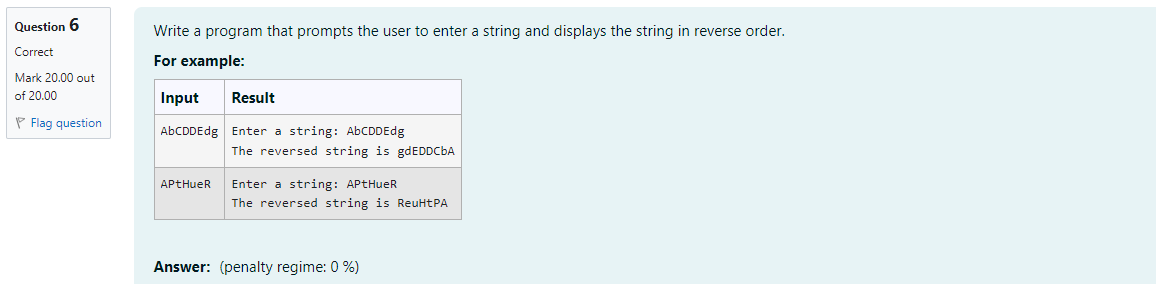 Question 6
Correct
Mark 20.00 out
of 20.00
Flag question
Write a program that prompts the user to enter a string and displays the string in reverse order.
For example:
Input Result
AbCDDEdg Enter a string: AbCDDEdg
The reversed string is gdEDDCbA
APtHueR Enter a string: APtHueR
The reversed string is ReuHtPA
Answer: (penalty regime: 0 %)